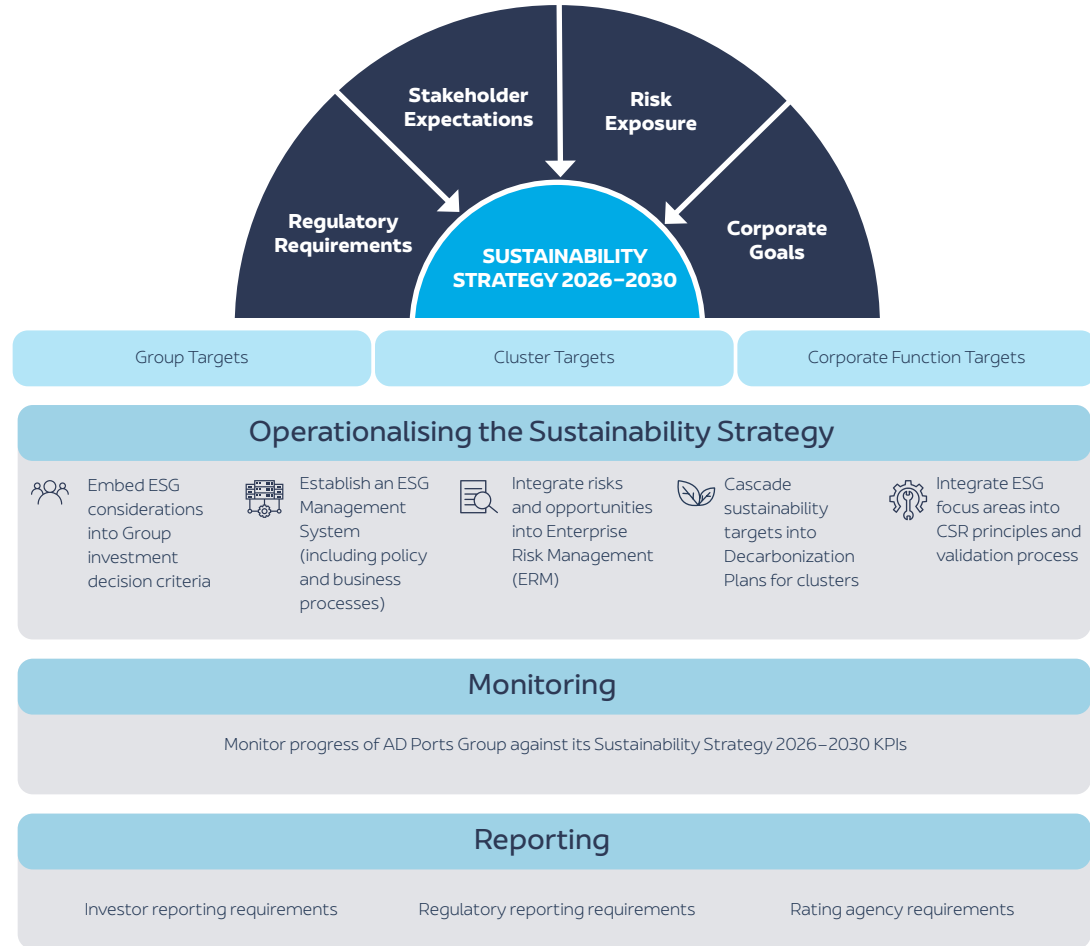 Stakeholder
Expectations
Risk
Exposure
Regulatory
Requirements
Corporate
Goals
SUSTAINABILITY
STRATEGY 2026–2030
Group Targets
Cluster Targets
Corporate Function Targets
Operationalising the Sustainability Strategy
Embed ESG
considerations
into Group
investment
decision criteria
Establish an ESG
Management
System
(including policy
and business
processes)
Integrate risks
and opportunities
into Enterprise
Risk Management
(ERM)
Cascade
sustainability
targets into
Decarbonization
Plans for clusters
Integrate ESG
focus areas into
CSR principles and
validation process
Monitoring
Monitor progress of AD Ports Group against its Sustainability Strategy 2026–2030 KPIs
Reporting
Investor reporting requirements
Regulatory reporting requirements
Rating agency requirements